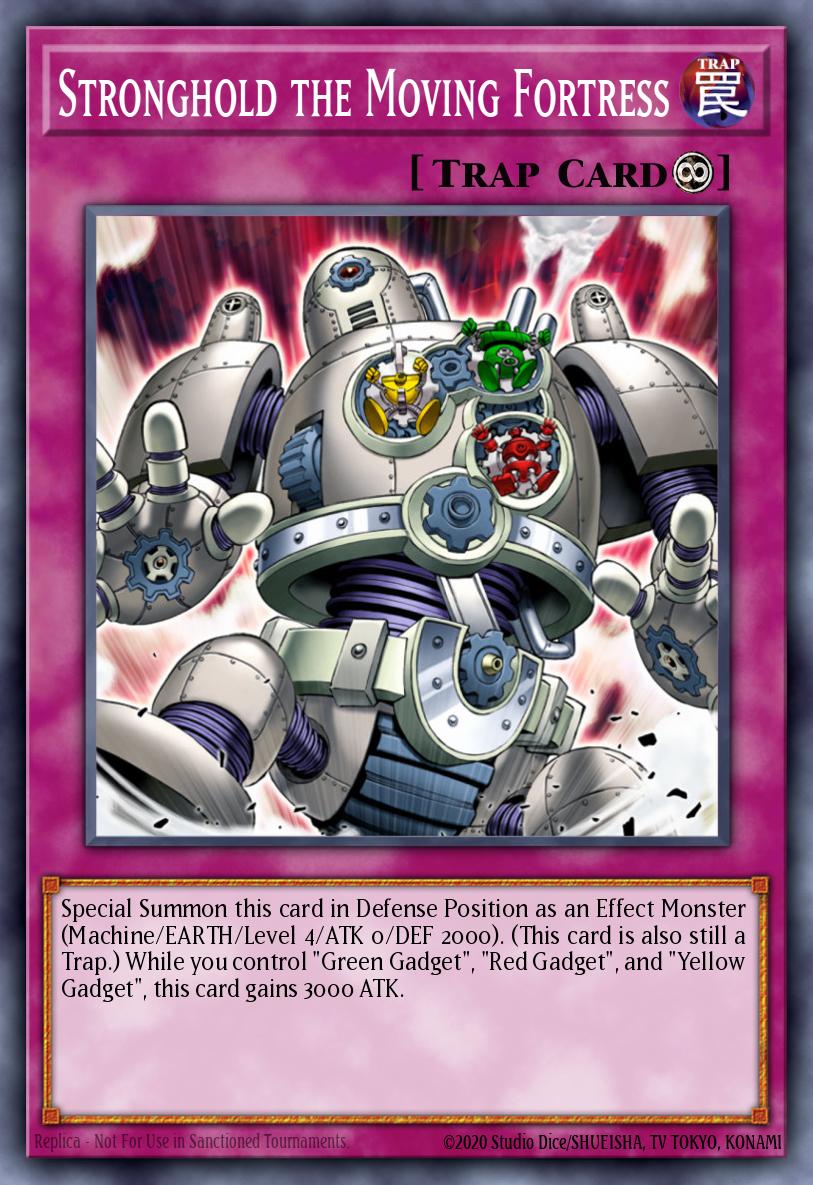 STRONGHOLD THE MOVING FORTRESS
TRAP
罠
[TRAP CARD♾]
Special Summon this card in Defense Position as an Effect Monster
(Machine/EARTH/Level 4/ATK 0/DEF 2000). (This card is also still a
Trap.) While you control "Green Gadget", "Red Gadget", and "Yellow
Gadget", this card gains 3000 ATK.
Replica - Not For Use in Sanctioned Tournaments.
©2020 Studio Dice/SHUEISHA, TV TOKYO, KONAMI